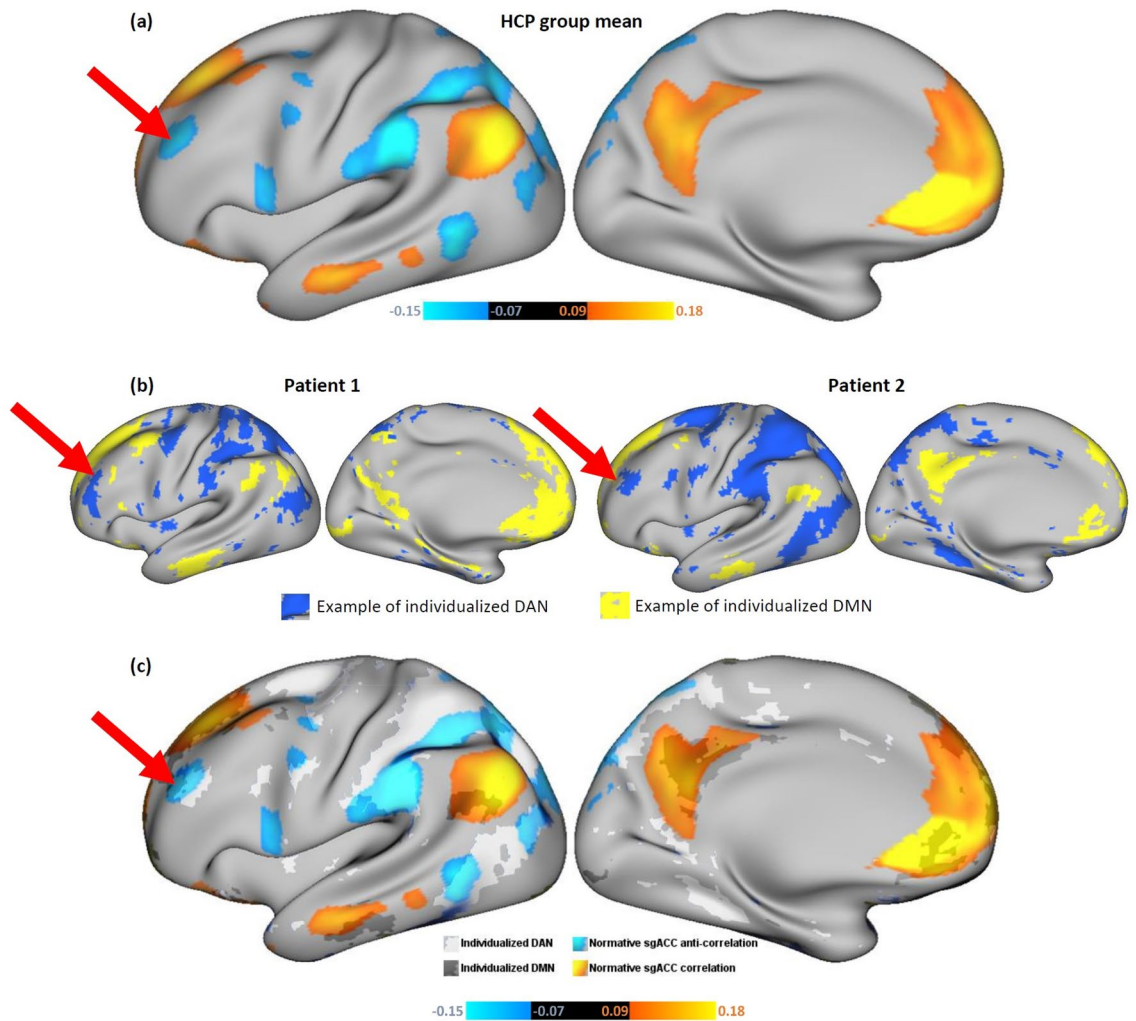 (a) HCP group mean
-0.15 -0.07 0.09 0.18
(b) Patient 1 Patient 2
Example of individualized DAN Example of individualized DMN
(c)
Individualized DAN Normative sgACC anti-correlation
Individualized DMN Normative sgACC correlation
-0.15 -0.07 0.09 0.18